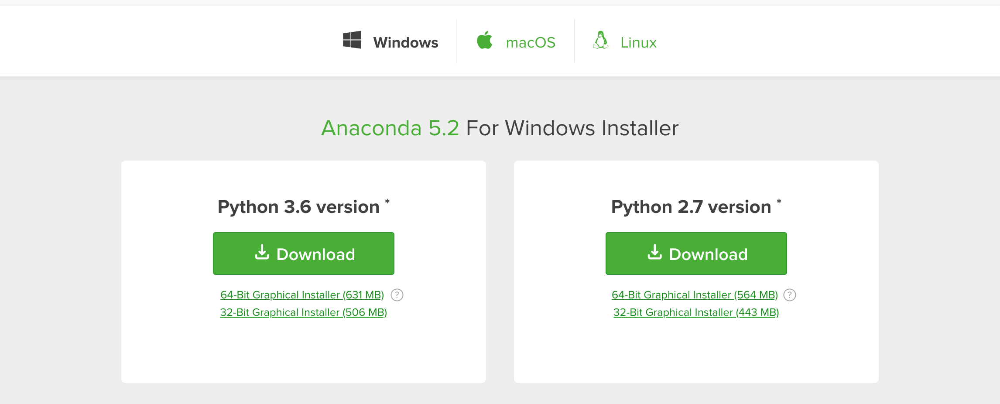 Windows
macOS
Linux
Anaconda 5.2 For Windows Installer
Python 3.6 version *
Download
64-Bit Graphical Installer (631 MB) ?
32-Bit Graphical Installer (506 MB)
Python 2.7 version *
Download
64-Bit Graphical Installer (564 MB) ?
32-Bit Graphical Installer (443 MB)